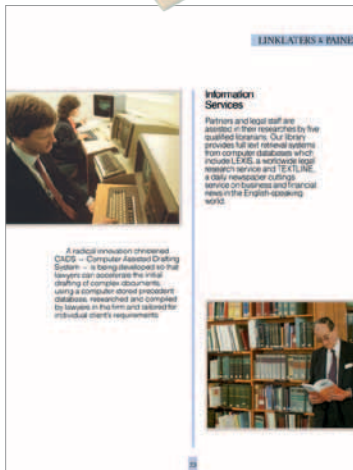 LINKLATERS & PAINE
Information
Services
Partners and legal staff are
assisted in their researches by five
qualified librarians. Our library
provides full text retrieval systems
from computer databases which
include LEXIS, a worldwide legal
research service and TEXTLINE,
a daily newspaper cuttings
service on business and financial
news in the English-speaking
world.
A radical innovation christened
CADS – Computer Assisted Drafting
System – is being developed so that
lawyers can accelerate the initial
drafting of complex documents,
using a computer-stored precedent
database, researched and compiled
by lawyers in the firm and tailored for
individual client's requirements